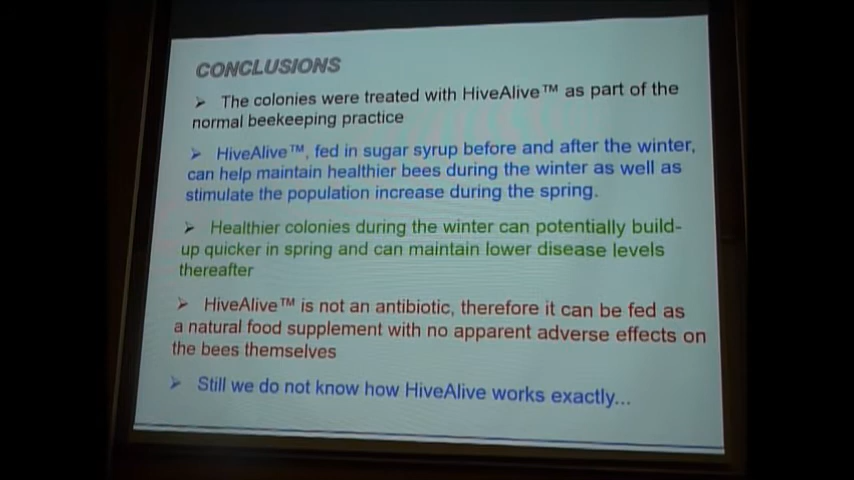 CONCLUSIONS
➢ The colonies were treated with HiveAlive™ as part of the
normal beekeeping practice
➢ HiveAlive™, fed in sugar syrup before and after the winter,
can help maintain healthier bees during the winter as well as
stimulate the population increase during the spring.
➢ Healthier colonies during the winter can potentially build-
up quicker in spring and can maintain lower disease levels
thereafter
➢ HiveAlive™ is not an antibiotic, therefore it can be fed as
a natural food supplement with no apparent adverse effects on
the bees themselves
➢ Still we do not know how HiveAlive works exactly...